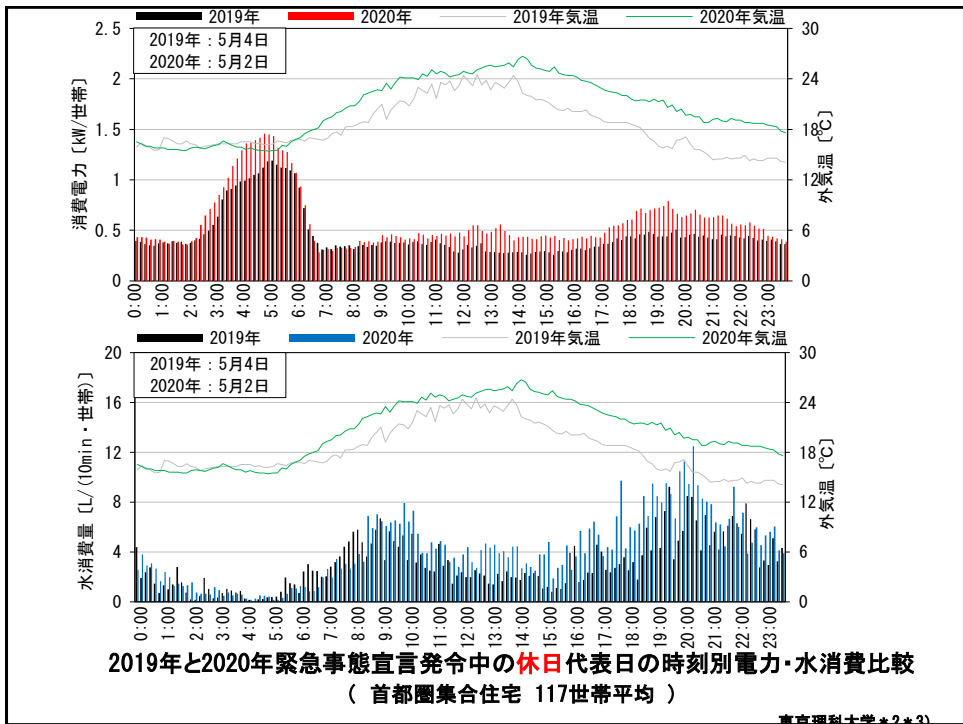 2019年 2020年 2019年気温 2020年気温
2019年：5月4日
2020年：5月2日
消費電力 [kW/世帯]
2.5
2
1.5
1
0.5
0
外気温 [℃]
30
24
18
12
6
0
0:00 1:00 2:00 3:00 4:00 5:00 6:00 7:00 8:00 9:00 10:00 11:00 12:00 13:00 14:00 15:00 16:00 17:00 18:00 19:00 20:00 21:00 22:00 23:00
2019年 2020年 2019年気温 2020年気温
2019年：5月4日
2020年：5月2日
水消費量 [L/(10min・世帯)]
20
16
12
8
4
0
外気温 [℃]
30
24
18
12
6
0
0:00 1:00 2:00 3:00 4:00 5:00 6:00 7:00 8:00 9:00 10:00 11:00 12:00 13:00 14:00 15:00 16:00 17:00 18:00 19:00 20:00 21:00 22:00 23:00
2019年と2020年緊急事態宣言発令中の休日代表日の時刻別電力・水消費比較
( 首都圏集合住宅 117世帯平均 )
東京理科大学＊2＊3)